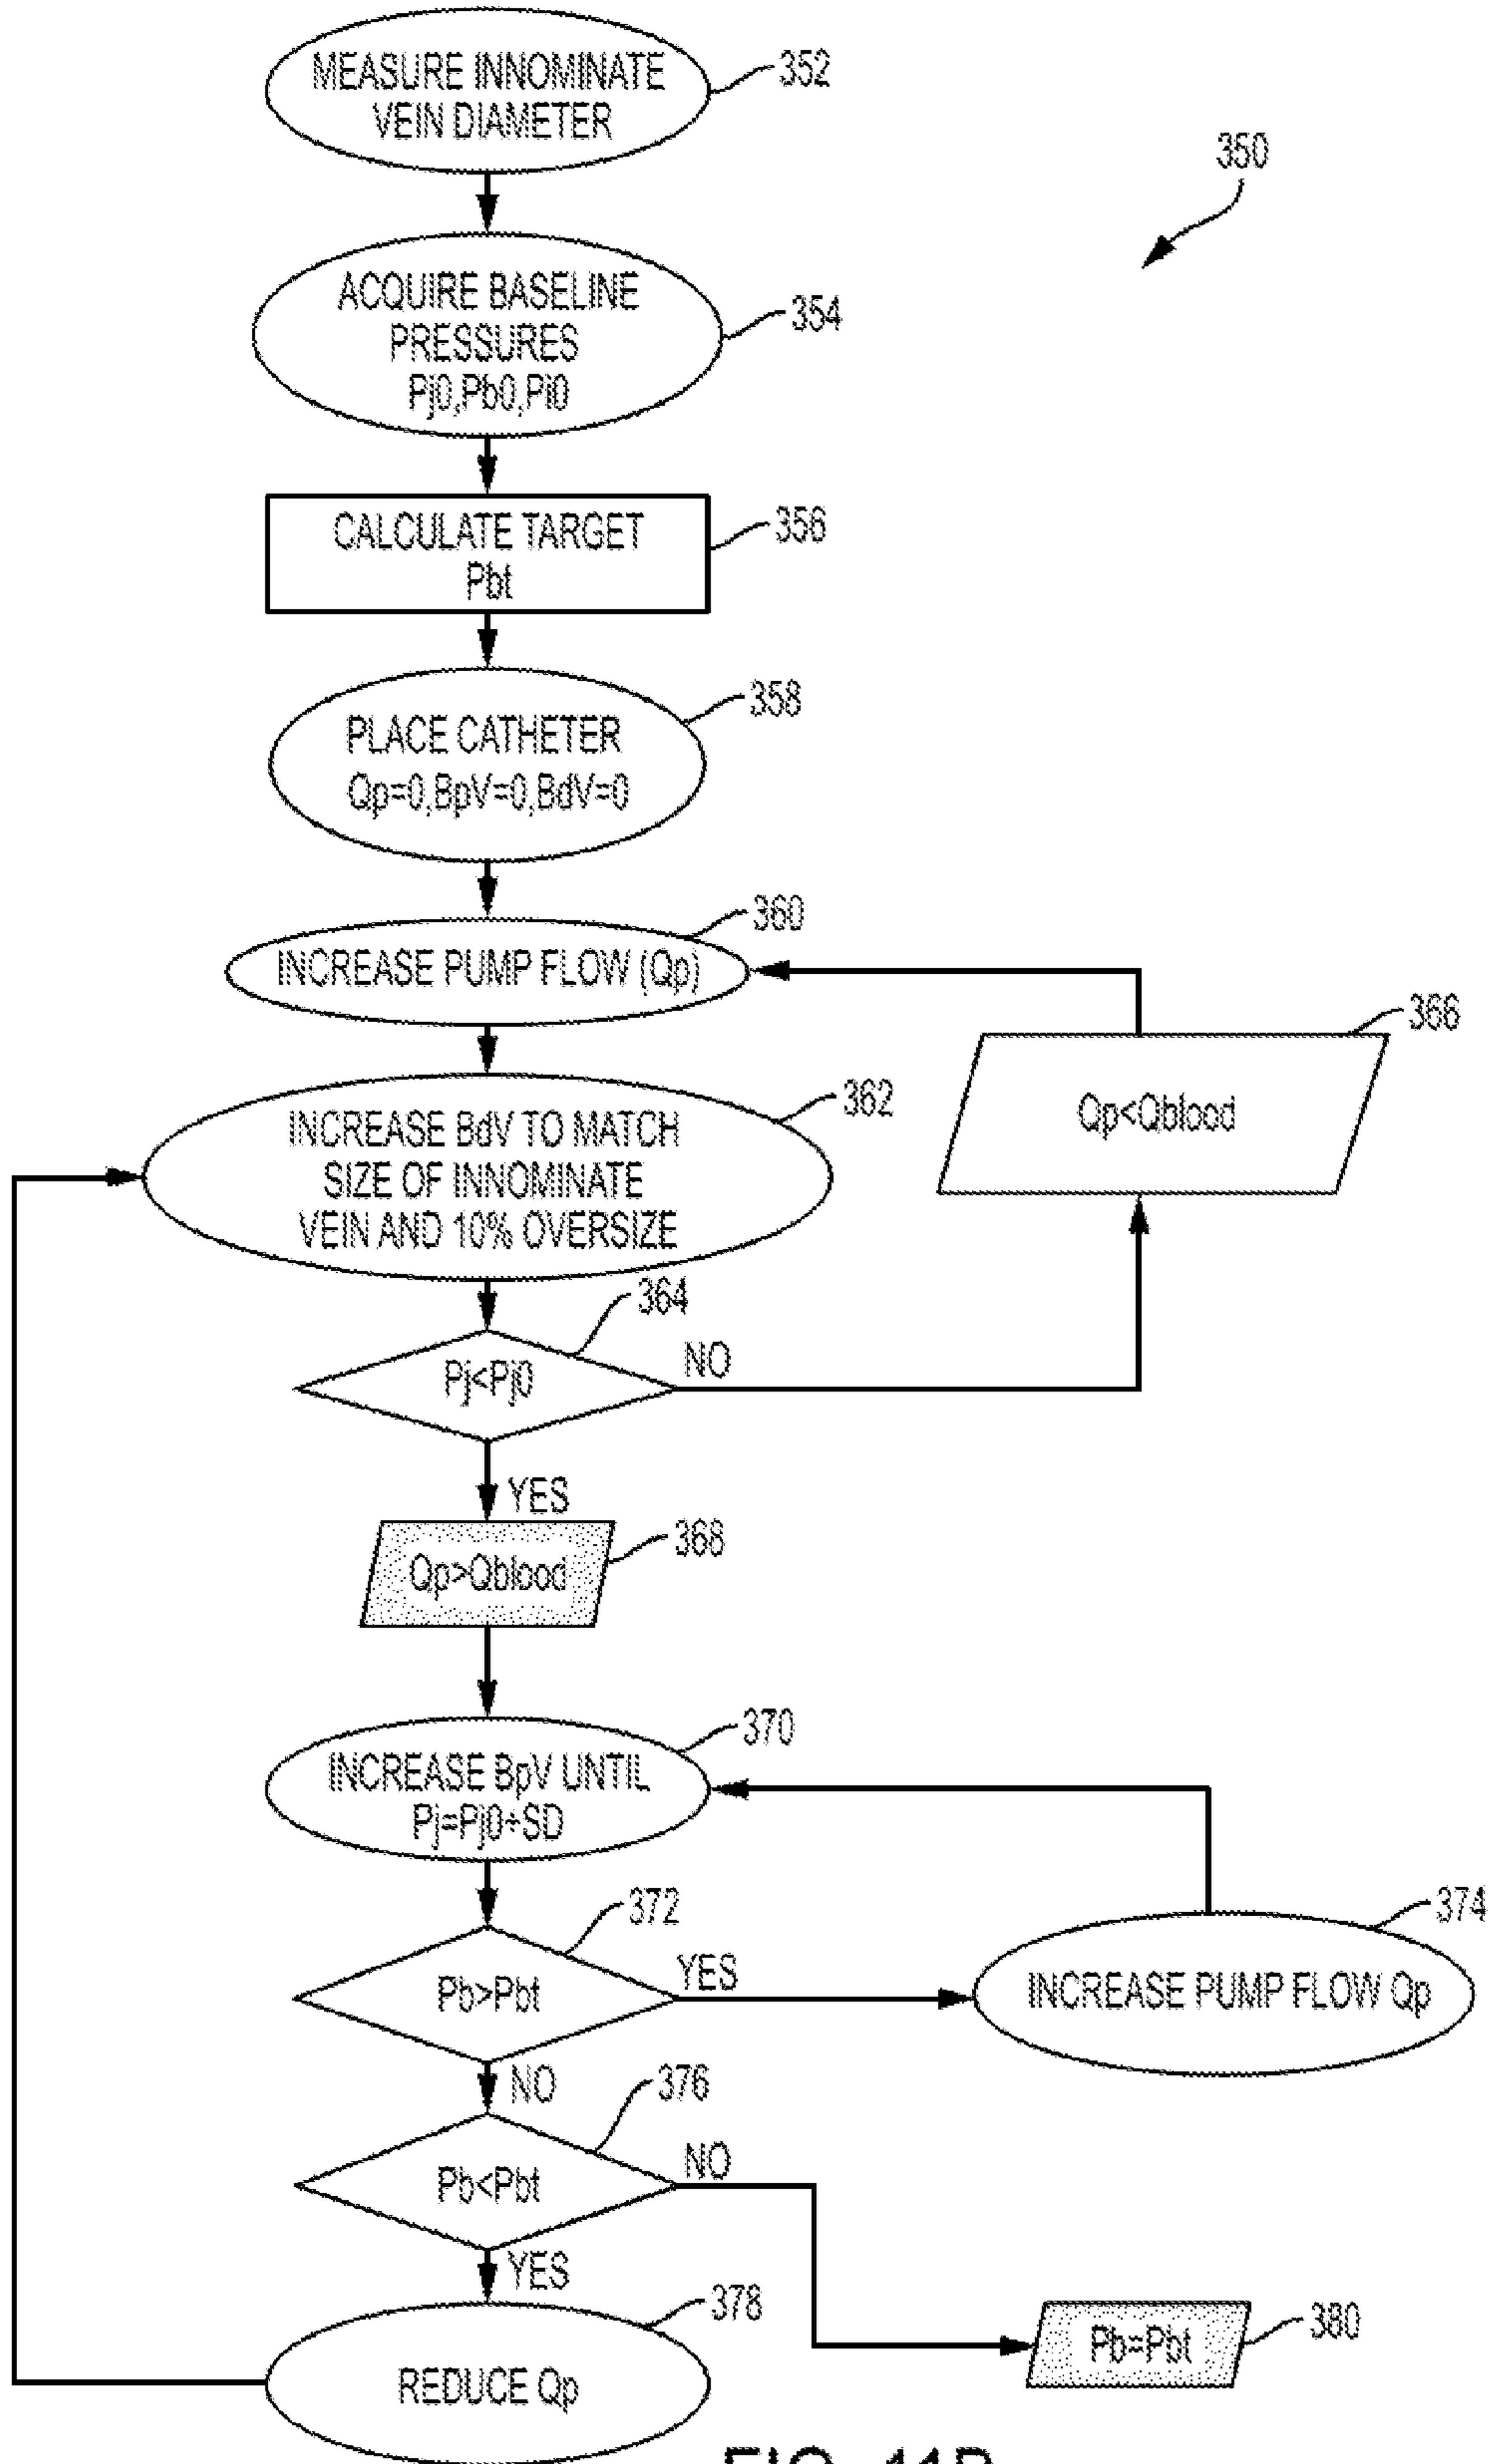 MEASURE INNOMINATE
VEIN DIAMETER
352
350
ACQUIRE BASELINE
PRESSURES
Pj0,Pb0,Pi0
354
CALCULATE TARGET
Pbt
356
PLACE CATHETER
Qp=0,BpV=0,BdV=0
358
INCREASE PUMP FLOW (Qp)
360
INCREASE BdV TO MATCH
SIZE OF INNOMINATE
VEIN AND 10% OVERSIZE
362
Qp<Qblood
366
Pj<Pj0
364
NO
YES
Qp>Qblood
368
INCREASE BpV UNTIL
Pj=Pj0÷SD
370
Pb>Pbt
372
YES
INCREASE PUMP FLOW Qp
374
NO
Pb<Pbt
376
NO
YES
REDUCE Qp
378
Pb=Pbt
380
FIG. 11B